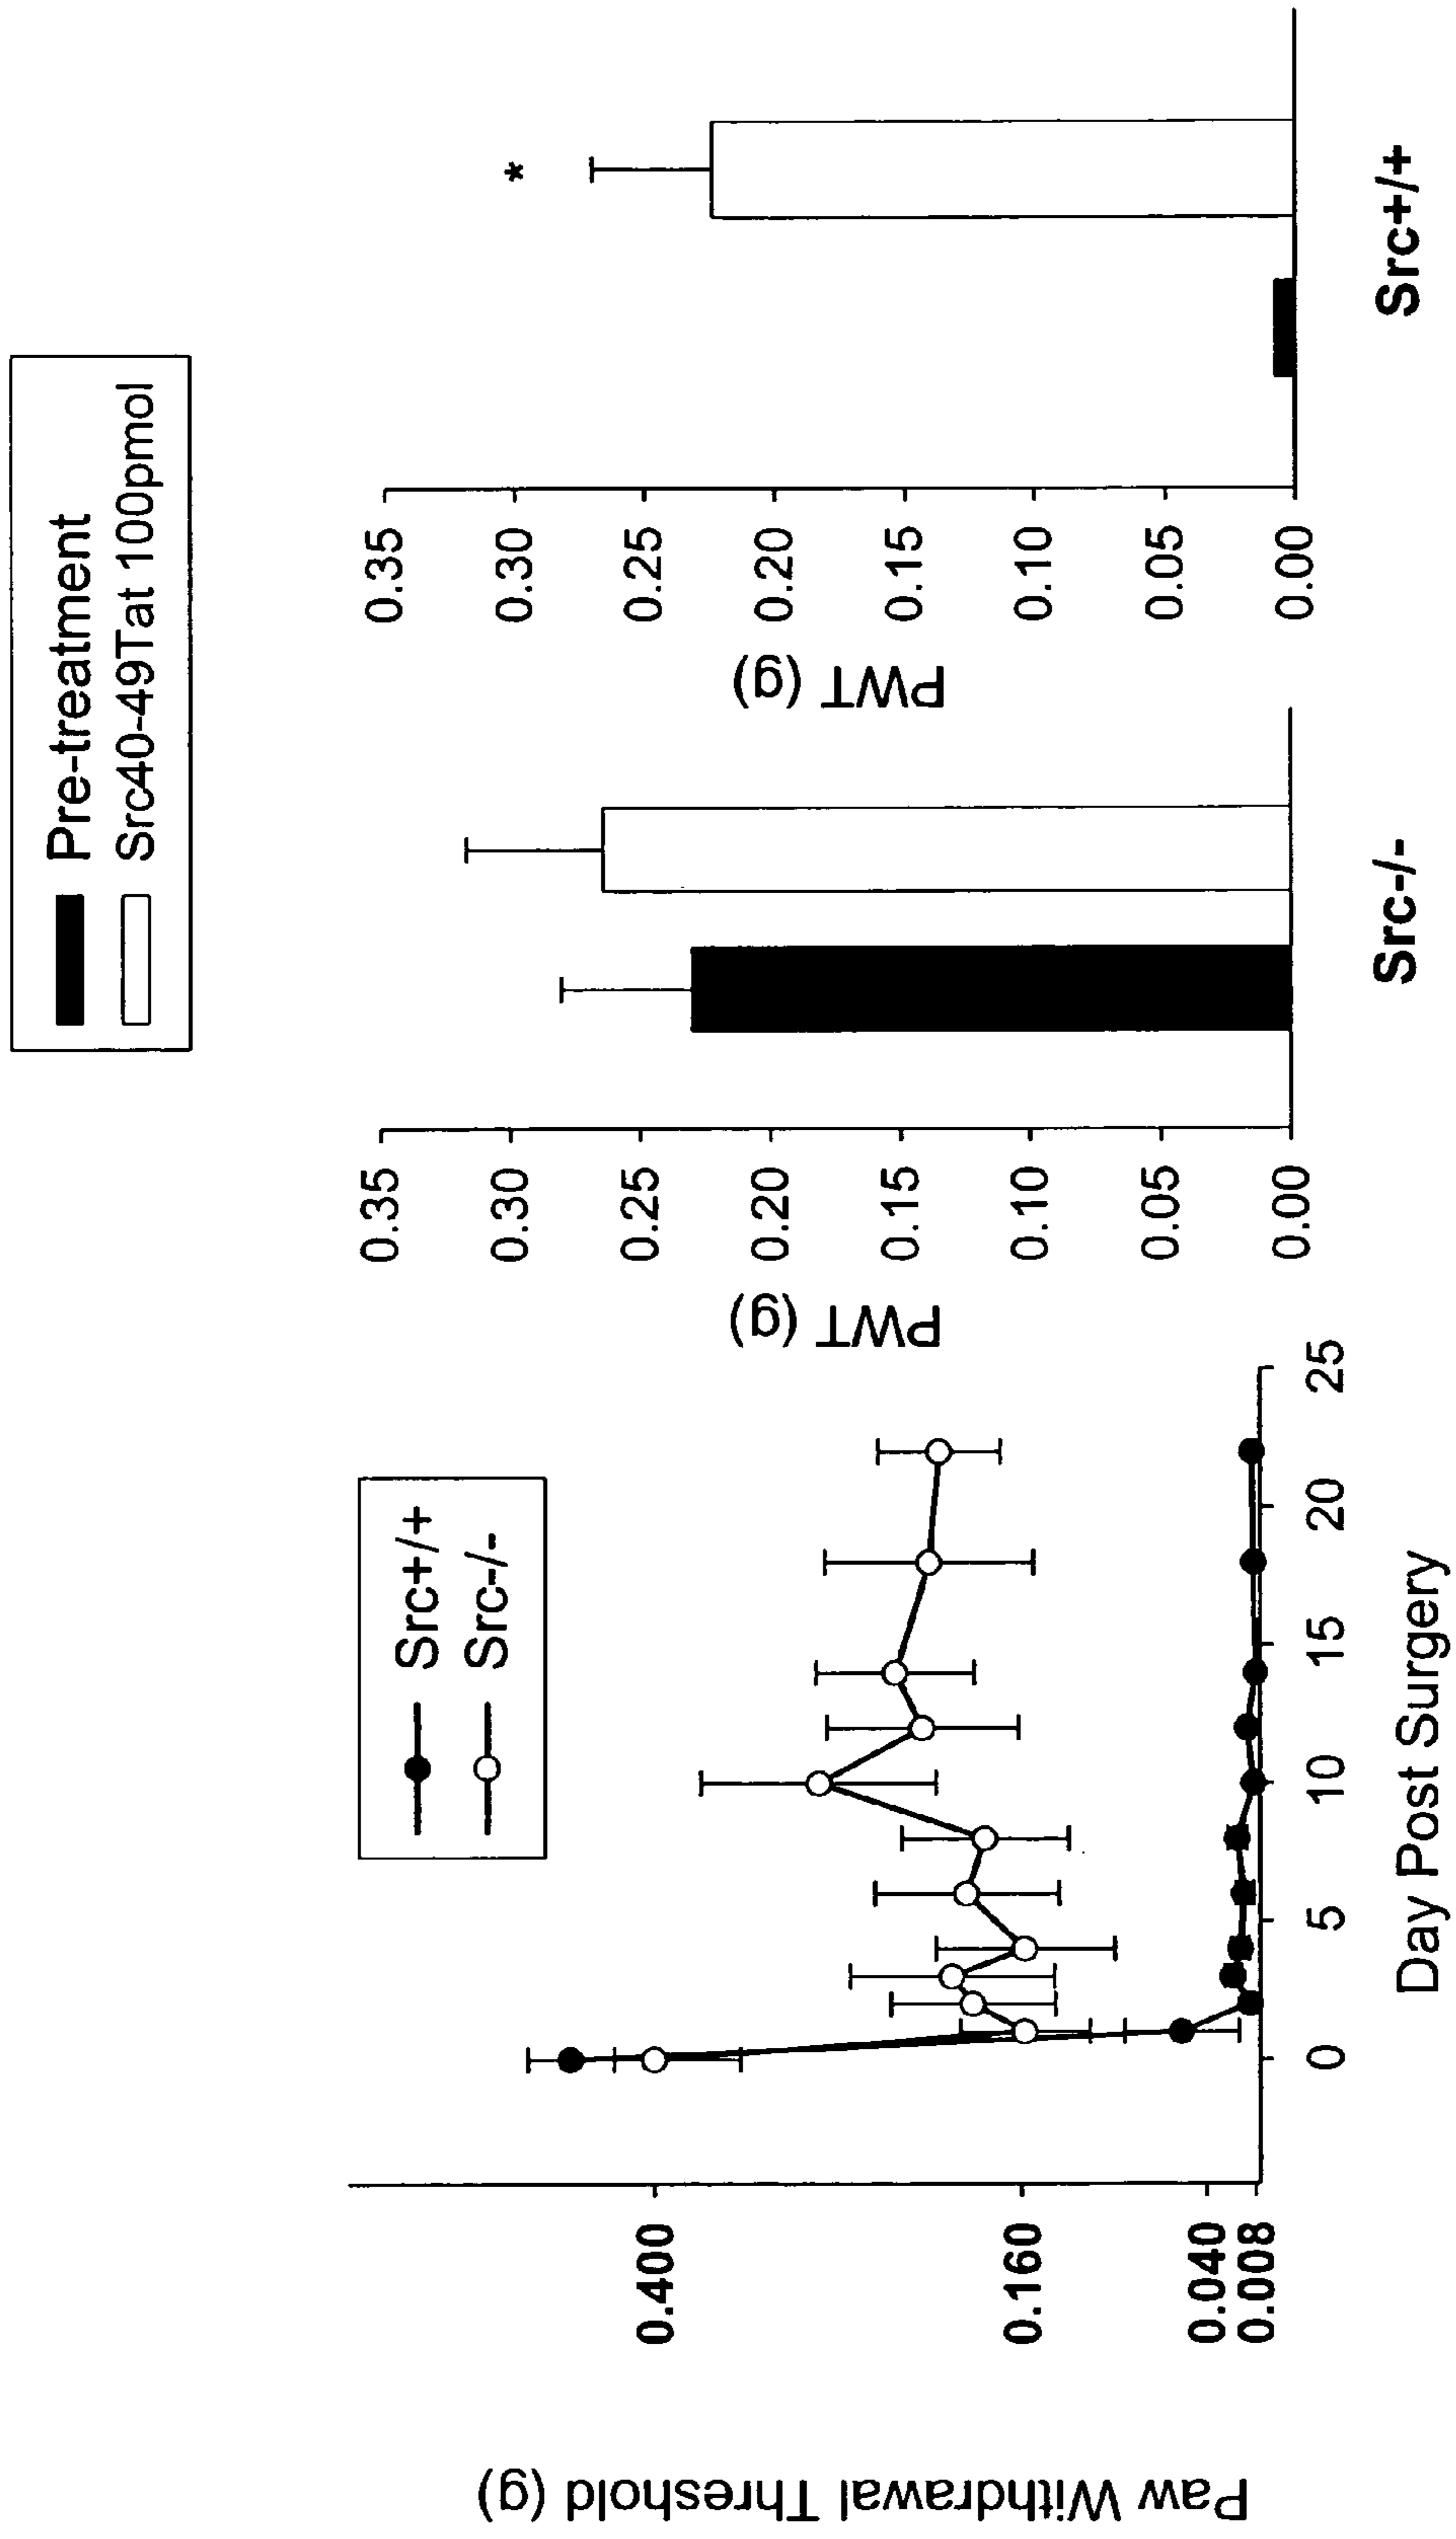 Pre-treatment
Src40-49Tat 100pmol
Src+/+
Src-/-
Paw Withdrawal Threshold (g)
0.400
0.160
0.040
0.008
0
5
10
15
20
25
Day Post Surgery
PWT (g)
0.35
0.30
0.25
0.20
0.15
0.10
0.05
0.00
Src-/-
PWT (g)
0.35
0.30
0.25
0.20
0.15
0.10
0.05
0.00
*
Src+/+